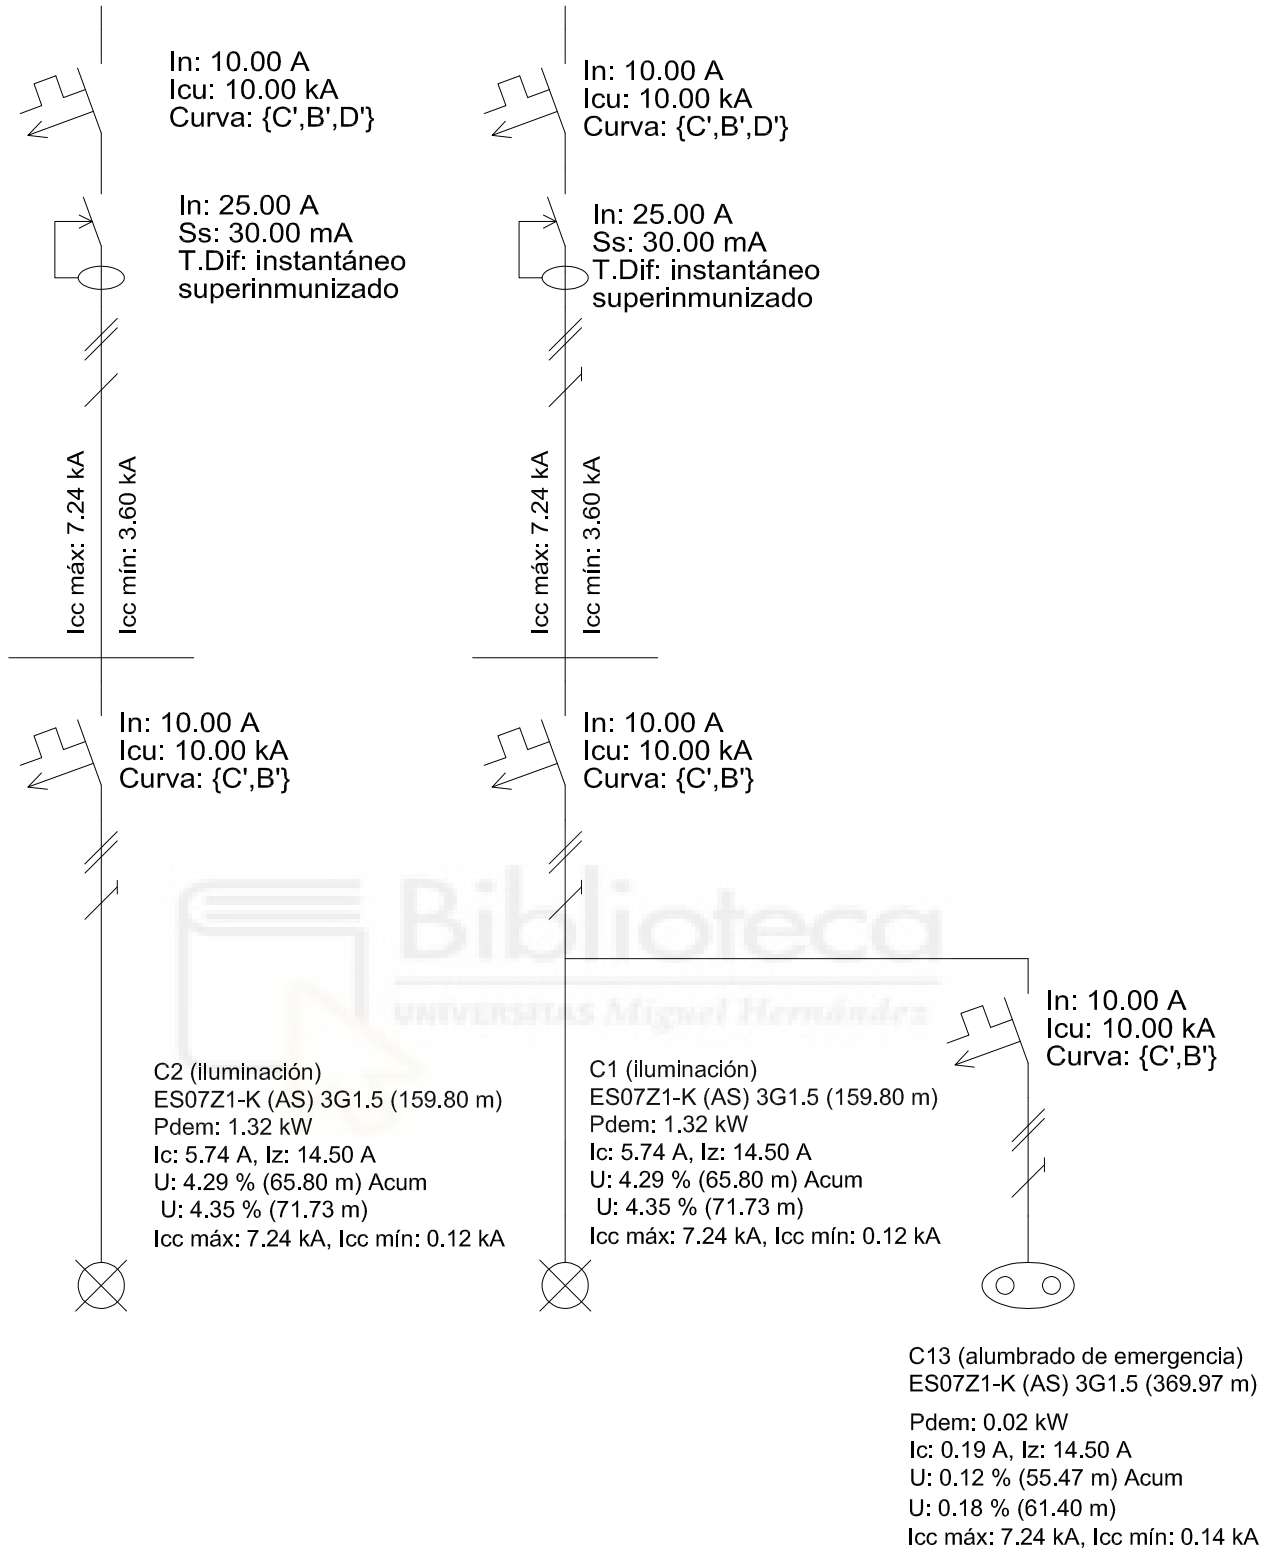 In: 10.00 A
Icu: 10.00 kA
Curva: {C',B',D'}
In: 25.00 A
Ss: 30.00 mA
T.Dif: instantáneo
superinmunizado
Icc máx: 7.24 kA
Icc mín: 3.60 kA
In: 10.00 A
Icu: 10.00 kA
Curva: {C',B'}
C2 (iluminación)
ES07Z1-K (AS) 3G1.5 (159.80 m)
Pdem: 1.32 kW
Ic: 5.74 A, Iz: 14.50 A
U: 4.29 % (65.80 m) Acum
U: 4.35 % (71.73 m)
Icc máx: 7.24 kA, Icc mín: 0.12 kA
In: 10.00 A
Icu: 10.00 kA
Curva: {C',B',D'}
In: 25.00 A
Ss: 30.00 mA
T.Dif: instantáneo
superinmunizado
Icc máx: 7.24 kA
Icc mín: 3.60 kA
In: 10.00 A
Icu: 10.00 kA
Curva: {C',B'}
C1 (iluminación)
ES07Z1-K (AS) 3G1.5 (159.80 m)
Pdem: 1.32 kW
Ic: 5.74 A, Iz: 14.50 A
U: 4.29 % (65.80 m) Acum
U: 4.35 % (71.73 m)
Icc máx: 7.24 kA, Icc mín: 0.12 kA
In: 10.00 A
Icu: 10.00 kA
Curva: {C',B'}
C13 (alumbrado de emergencia)
ES07Z1-K (AS) 3G1.5 (369.97 m)
Pdem: 0.02 kW
Ic: 0.19 A, Iz: 14.50 A
U: 0.12 % (55.47 m) Acum
U: 0.18 % (61.40 m)
Icc máx: 7.24 kA, Icc mín: 0.14 kA
Biblioteca
UNIVERSITAS Miguel Hernández